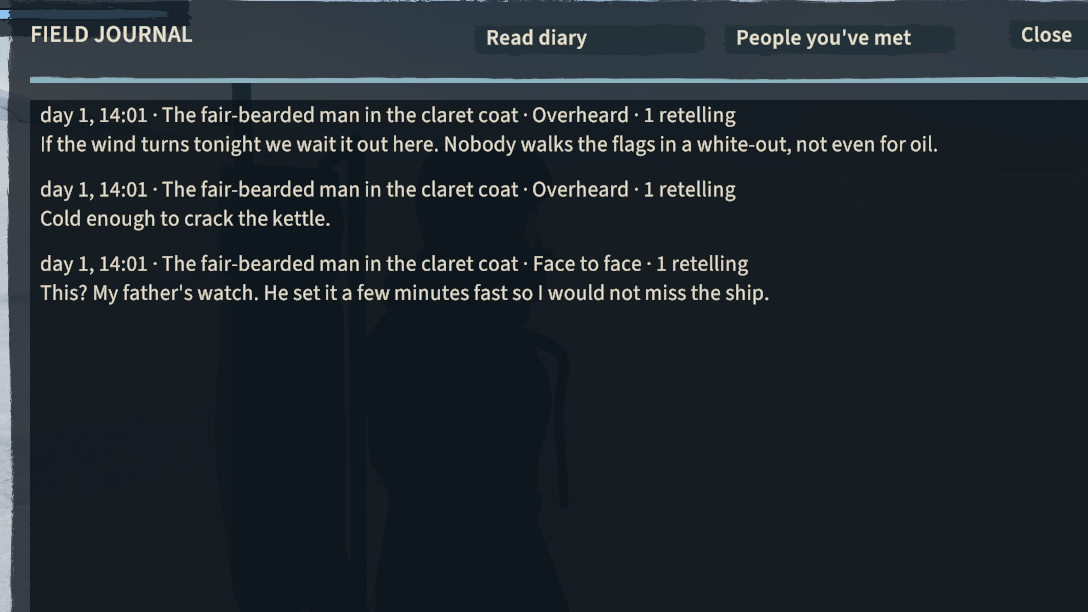 FIELD JOURNAL
Read diary
People you've met
Close
day 1, 14:01 · The fair-bearded man in the claret coat · Overheard · 1 retelling
If the wind turns tonight we wait it out here. Nobody walks the flags in a white-out, not even for oil.
day 1, 14:01 · The fair-bearded man in the claret coat · Overheard · 1 retelling
Cold enough to crack the kettle.
day 1, 14:01 · The fair-bearded man in the claret coat · Face to face · 1 retelling
This? My father's watch. He set it a few minutes fast so I would not miss the ship.